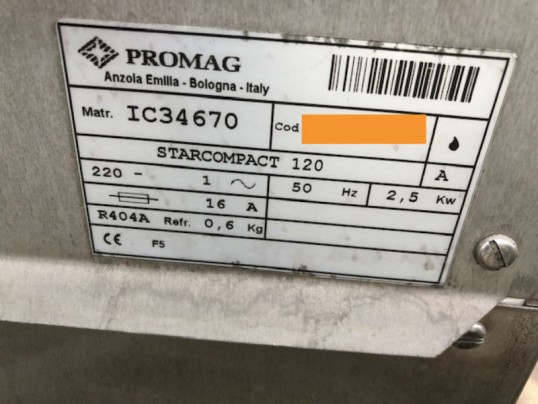 PROMAG
Anzola Emilia - Bologna - Italy
Matr. IC34670
Cod
STARCOMPACT 120
A
220 - 1 ~ 50 Hz 2,5 Kw
16 A
R404A Refr. 0,6 Kg
CE F5